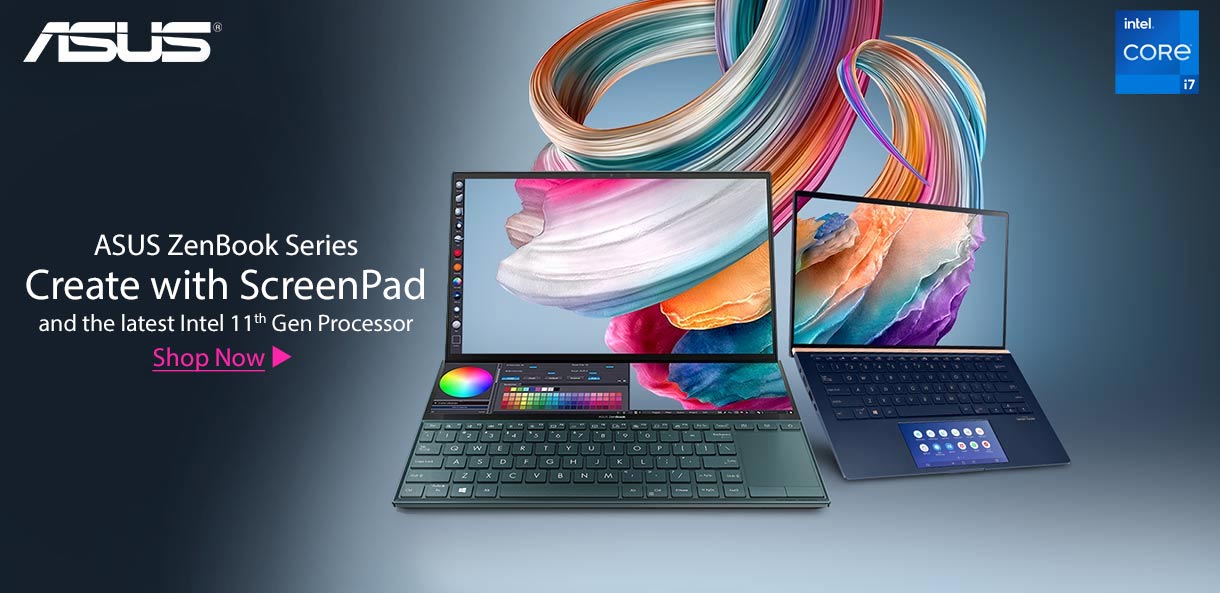 ASUS®
intel.
CORE
i7
ASUS ZenBook Series
Create with ScreenPad
and the latest Intel 11th Gen Processor
Shop Now
Q W E R T Y U I O P
A S D F G H J K L
Z X C V B N M